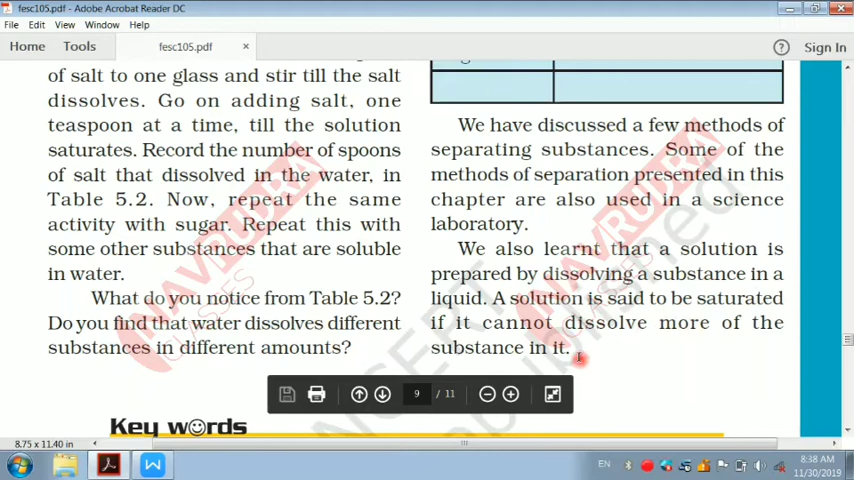 fesc105.pdf - Adobe Acrobat Reader DC
File Edit View Window Help
Home Tools fesc105.pdf × Sign In
of salt to one glass and stir till the salt
dissolves. Go on adding salt, one
teaspoon at a time, till the solution
saturates. Record the number of spoons
of salt that dissolved in the water, in
Table 5.2. Now, repeat the same
activity with sugar. Repeat this with
some other substances that are soluble
in water.
What do you notice from Table 5.2?
Do you find that water dissolves different
substances in different amounts?
We have discussed a few methods of
separating substances. Some of the
methods of separation presented in this
chapter are also used in a science
laboratory.
We also learnt that a solution is
prepared by dissolving a substance in a
liquid. A solution is said to be saturated
if it cannot dissolve more of the
substance in it.
NAVRUDRA
CLASSES
NAVRUDRA
CLASSES
NCERT
9 / 11
Key words
8.75 x 11.40 in
EN 8:38 AM
11/30/2019